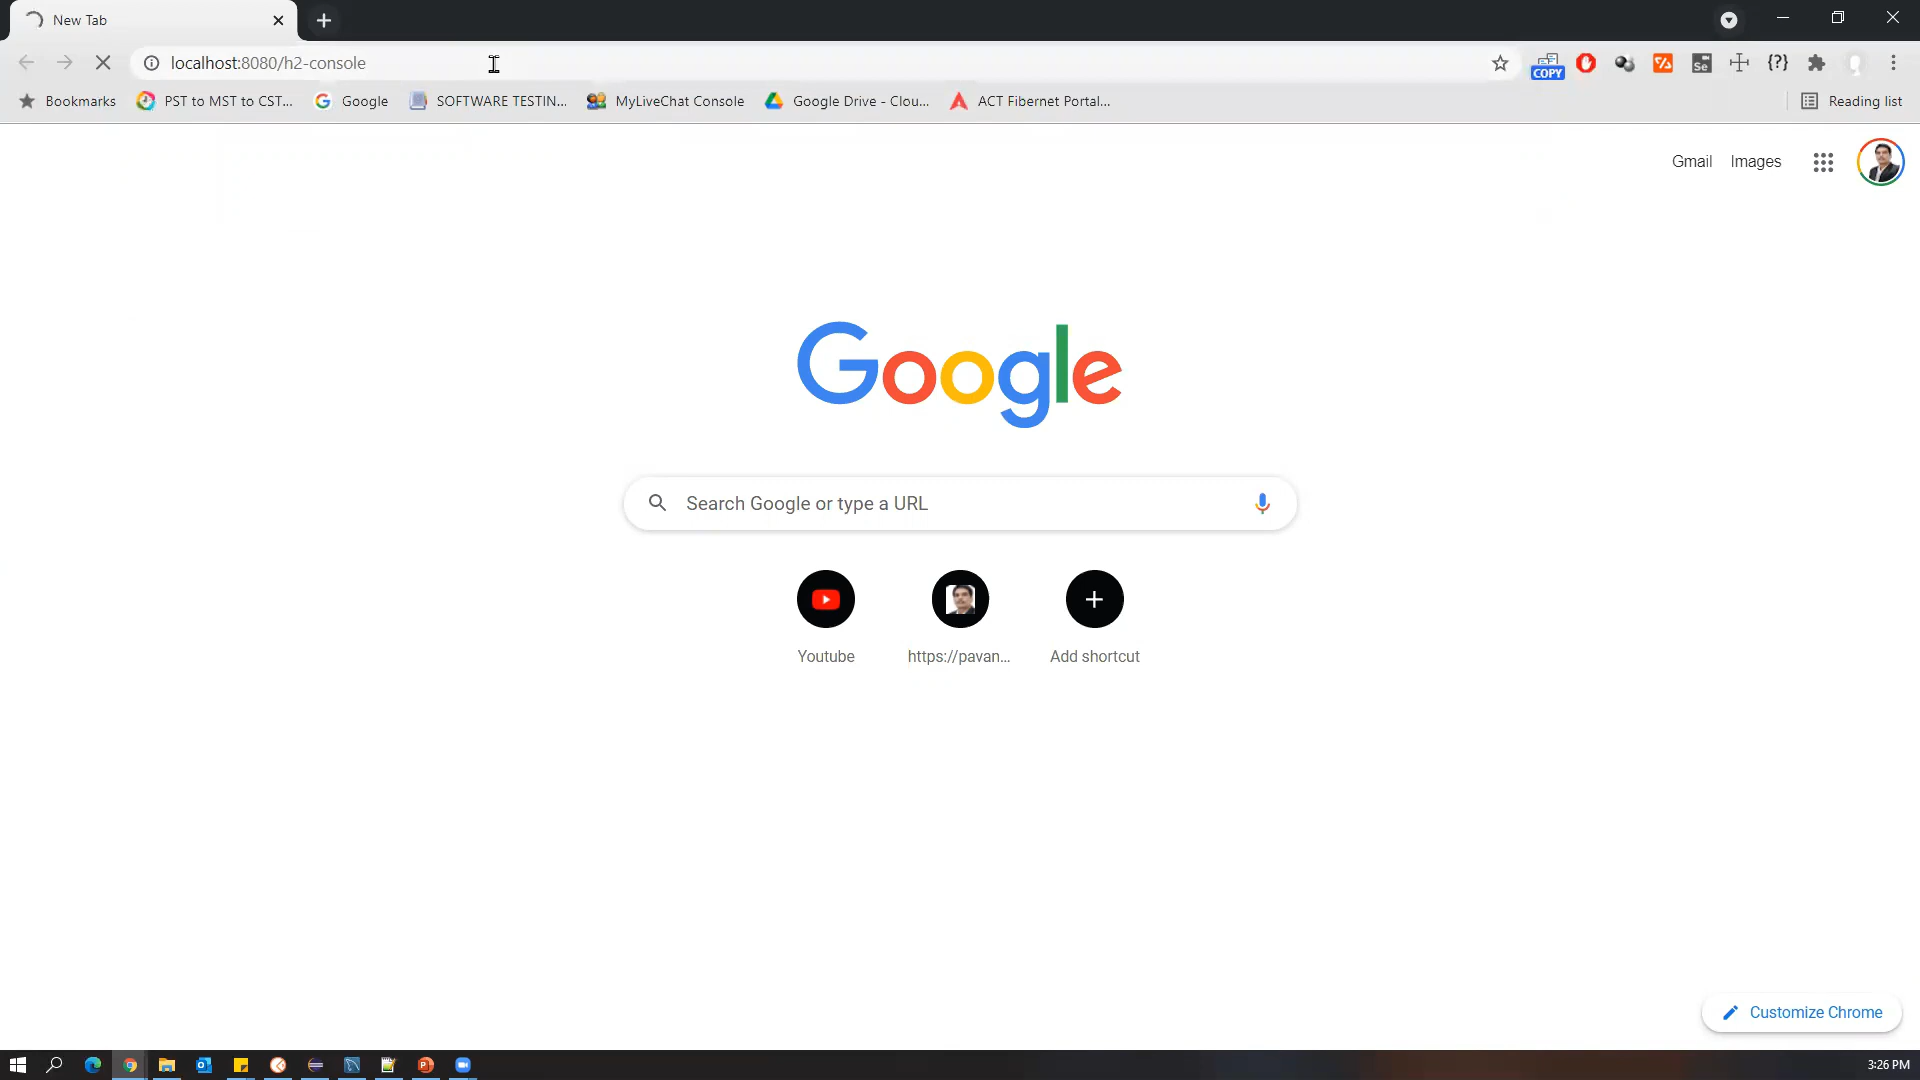 New Tab
localhost:8080/h2-console
COPY
Se
{?}
Bookmarks
PST to MST to CST...
Google
SOFTWARE TESTIN...
MyLiveChat Console
Google Drive - Clou...
ACT Fibernet Portal...
Reading list
Gmail
Images
Google
Search Google or type a URL
Youtube
https://pavan...
Add shortcut
Customize Chrome
3:26 PM